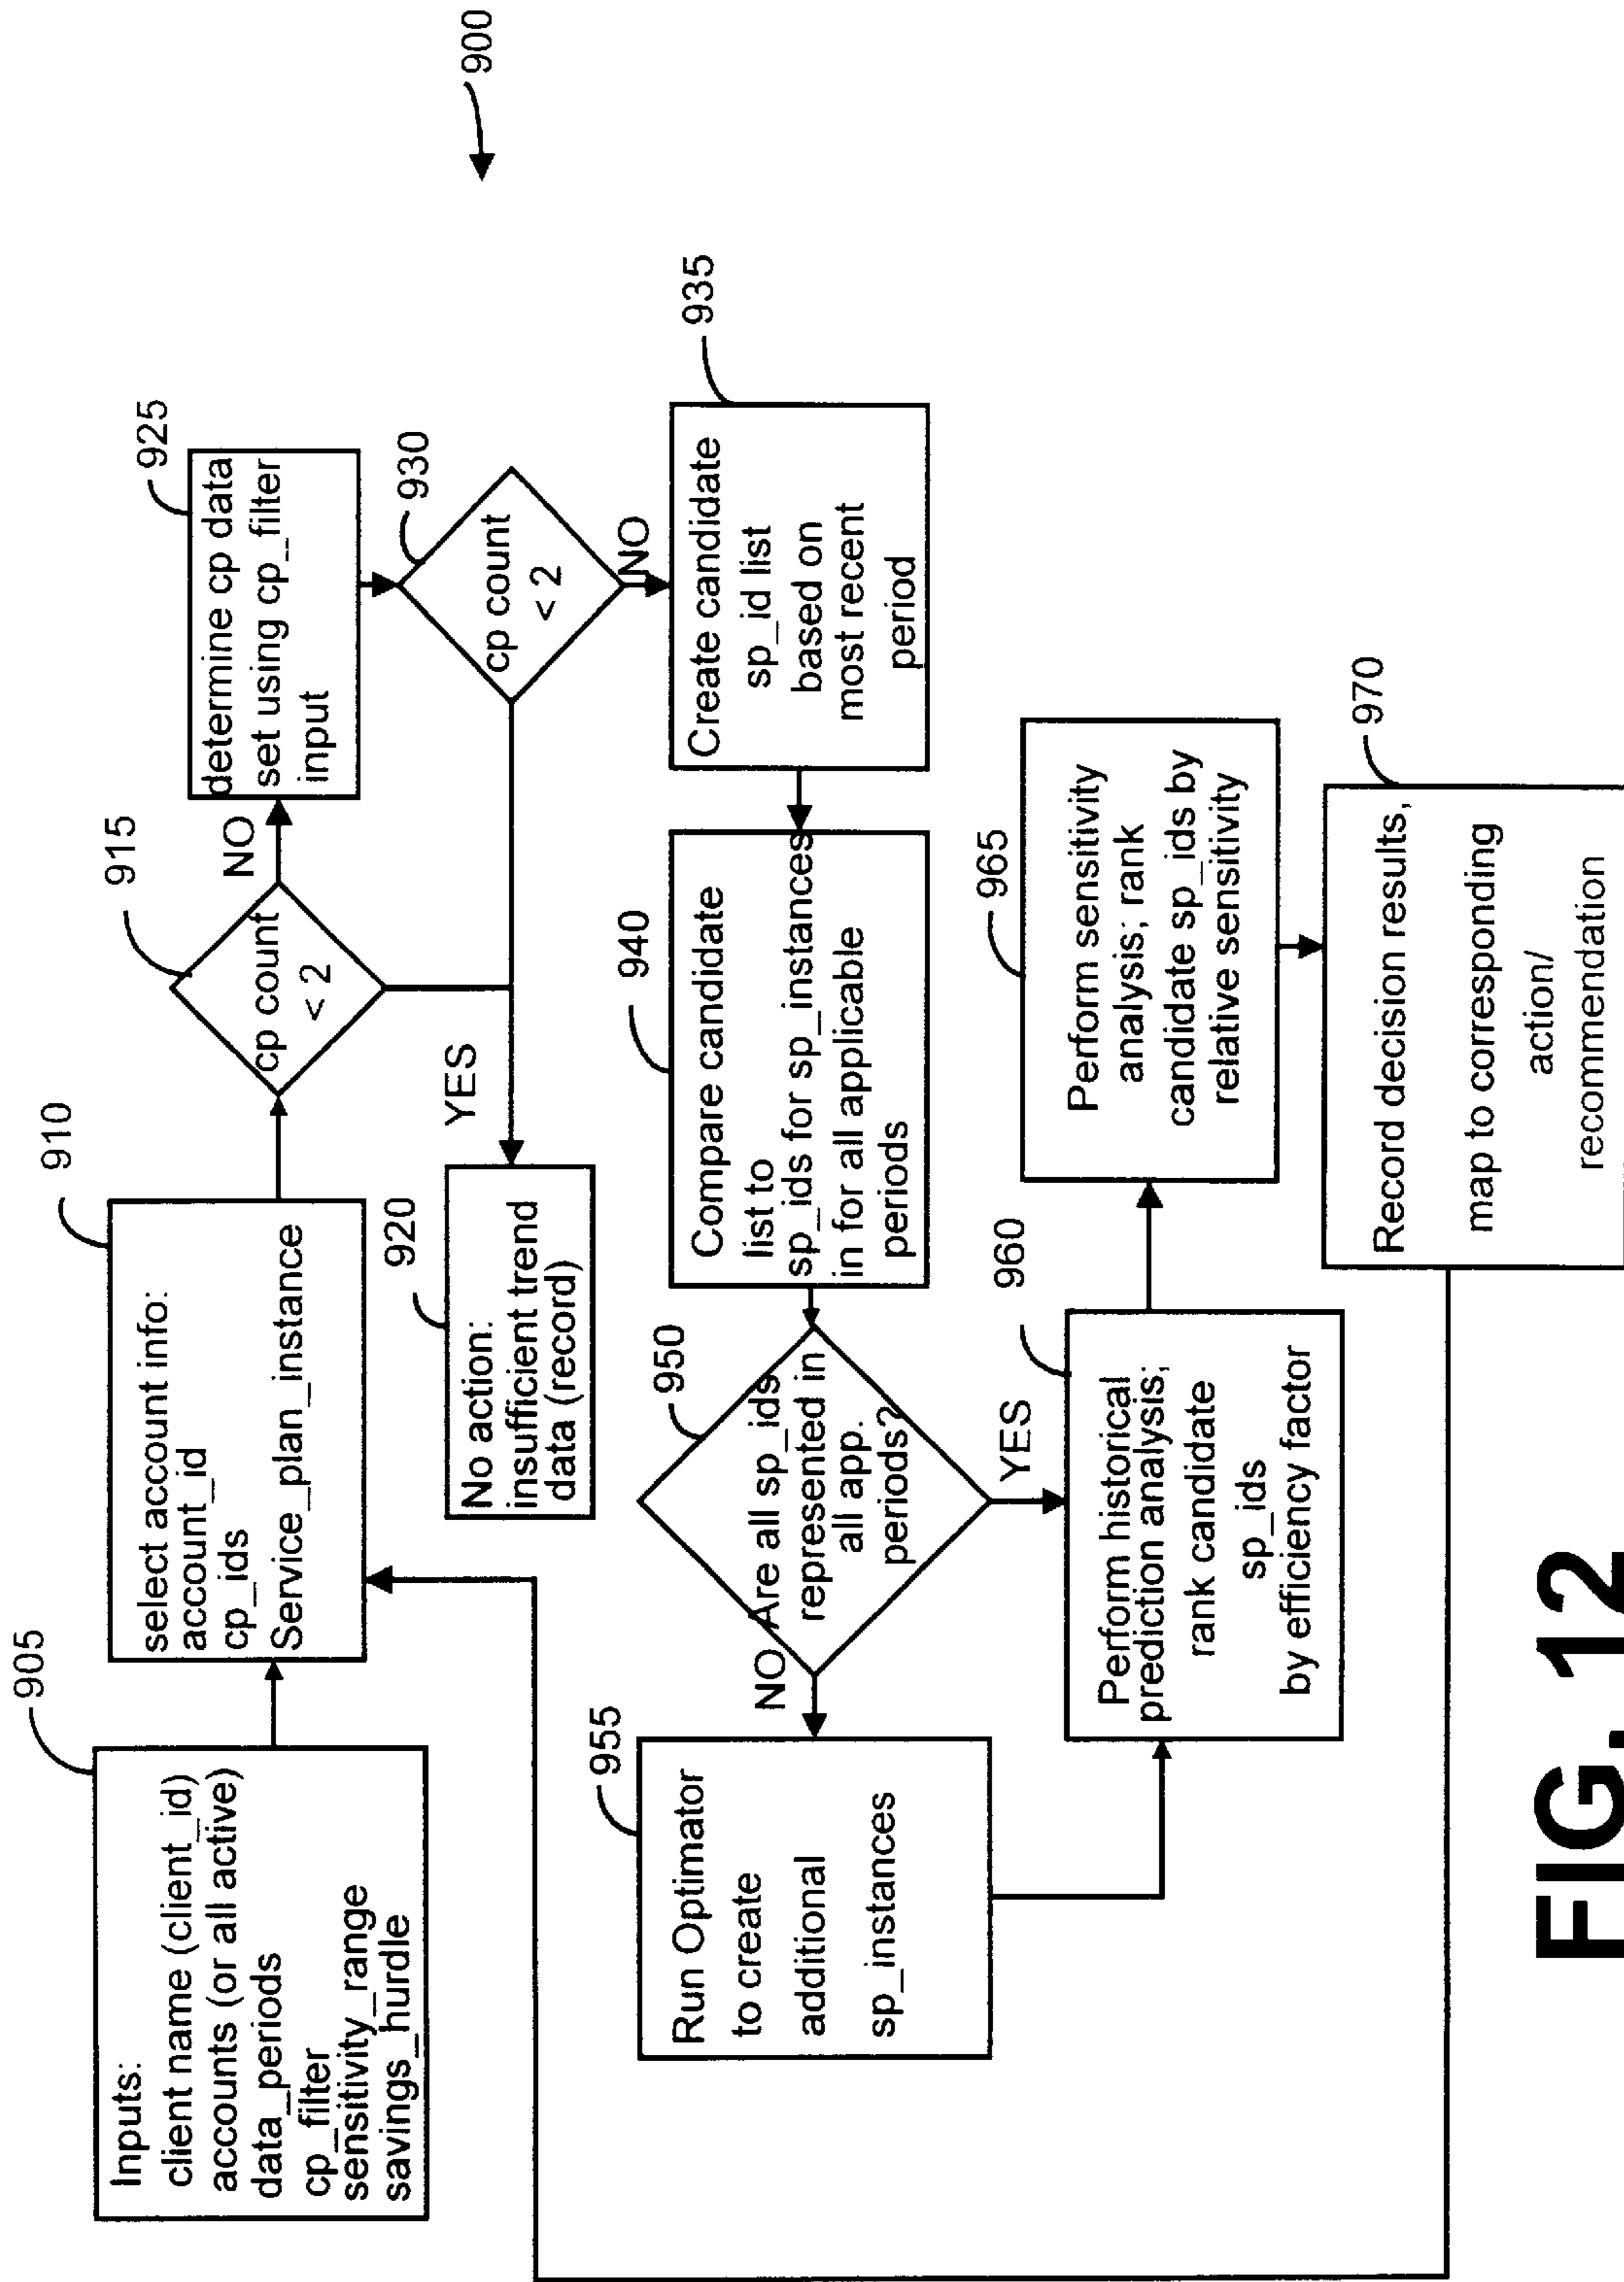 900
905
Inputs:
client name (client_id)
accounts (or all active)
data_periods
cp_filter
sensitivity_range
savings_hurdle
910
select account info:
account_id
cp_ids
Service_plan_instance
915
cp count
< 2
NO
YES
920
No action:
insufficient trend
data (record)
925
determine cp data
set using cp_filter
input
930
cp count
< 2
NO
935
Create candidate
sp_id list
based on
most recent
period
940
Compare candidate
list to
sp_ids for sp_instances
in for all applicable
periods
950
Are all sp_ids
represented in
all app.
periods?
NO
YES
955
Run Optimator
to create
additional
sp_instances
960
Perform historical
prediction analysis;
rank candidate
sp_ids
by efficiency factor
965
Perform sensitivity
analysis; rank
candidate sp_ids by
relative sensitivity
970
Record decision results,
map to corresponding
action/
recommendation
FIG. 12